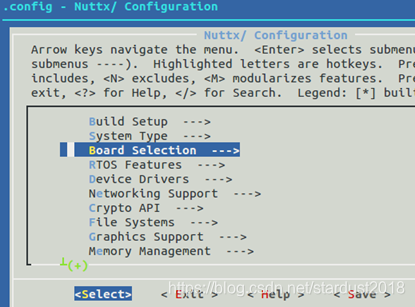 .config - Nuttx/ Configuration
Nuttx/ Configuration
Arrow keys navigate the menu.  <Enter> selects submenu
submenus ----).  Highlighted letters are hotkeys.  Pre
includes, <N> excludes, <M> modularizes features.  Pre
exit, <?> for Help, </> for Search.  Legend: [*] buil
Build Setup  --->
System Type  --->
Board Selection  --->
RTOS Features  --->
Device Drivers  --->
Networking Support  --->
Crypto API  --->
File Systems  --->
Graphics Support  --->
Memory Management  --->
(+)
<Select>    < Exit >    < Help >    < Save >
https://blog.csdn.net/stardust2018